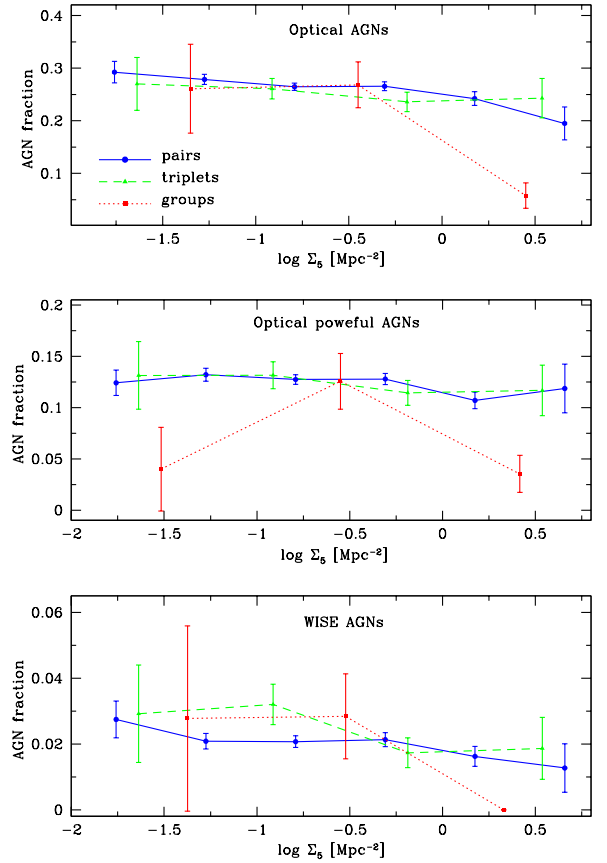 Optical AGNs
0.4
0.3
0.2
0.1
AGN fraction
pairs
triplets
groups
-1.5 -1 -0.5 0 0.5
log Σ₅ [Mpc⁻²]
Optical poweful AGNs
0.2
0.15
0.1
0.05
0
AGN fraction
-2 -1.5 -1 -0.5 0 0.5
log Σ₅ [Mpc⁻²]
WISE AGNs
0.06
0.04
0.02
0
AGN fraction
-2 -1.5 -1 -0.5 0 0.5
log Σ₅ [Mpc⁻²]